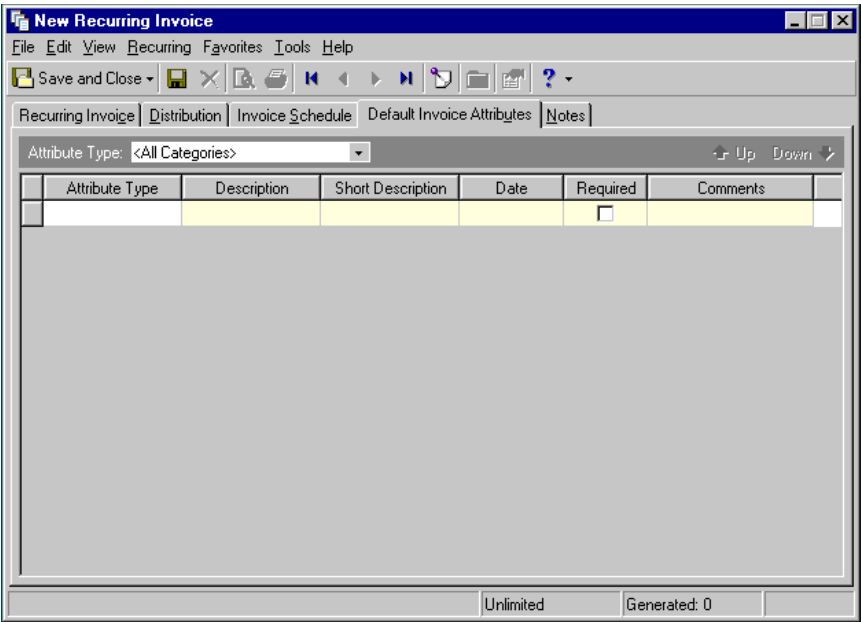 New Recurring Invoice
File Edit View Recurring Favorites Tools Help
Save and Close ?
Recurring Invoice Distribution Invoice Schedule Default Invoice Attributes Notes
Attribute Type: <All Categories> Up Down
Attribute Type Description Short Description Date Required Comments
Unlimited Generated: 0